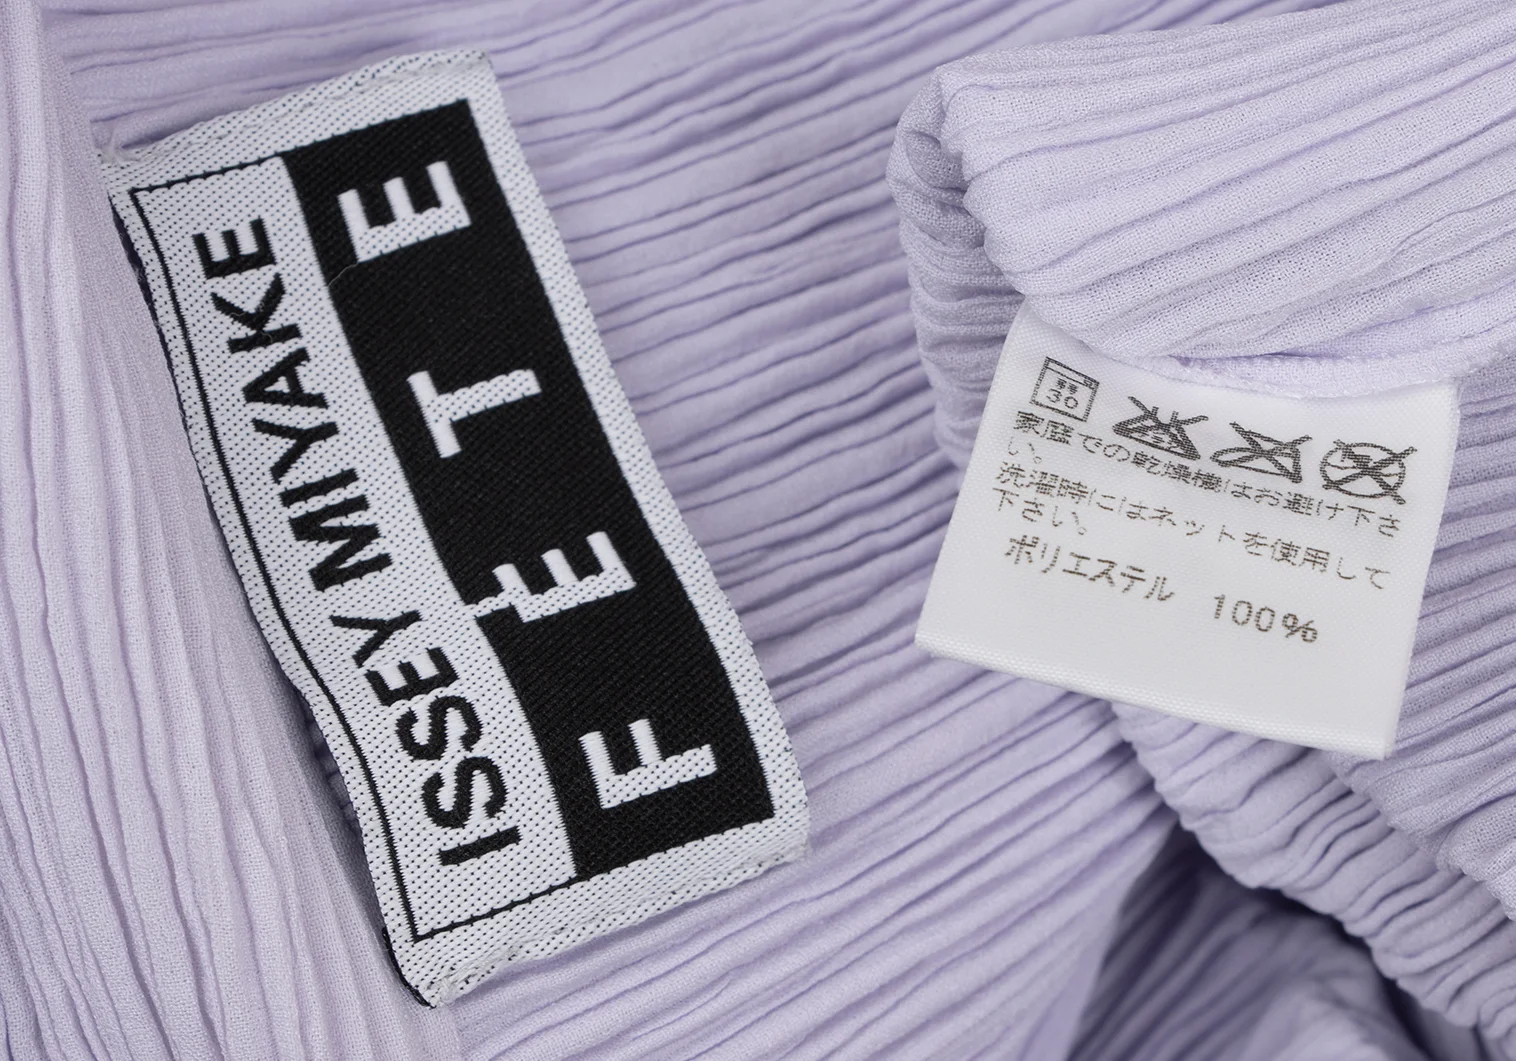 ISSEY MIYAKE
FÊTE
弱
30
家庭での乾燥機はお避け下さ
い。
洗濯時にはネットを使用して
下さい。
ポリエステル 100%